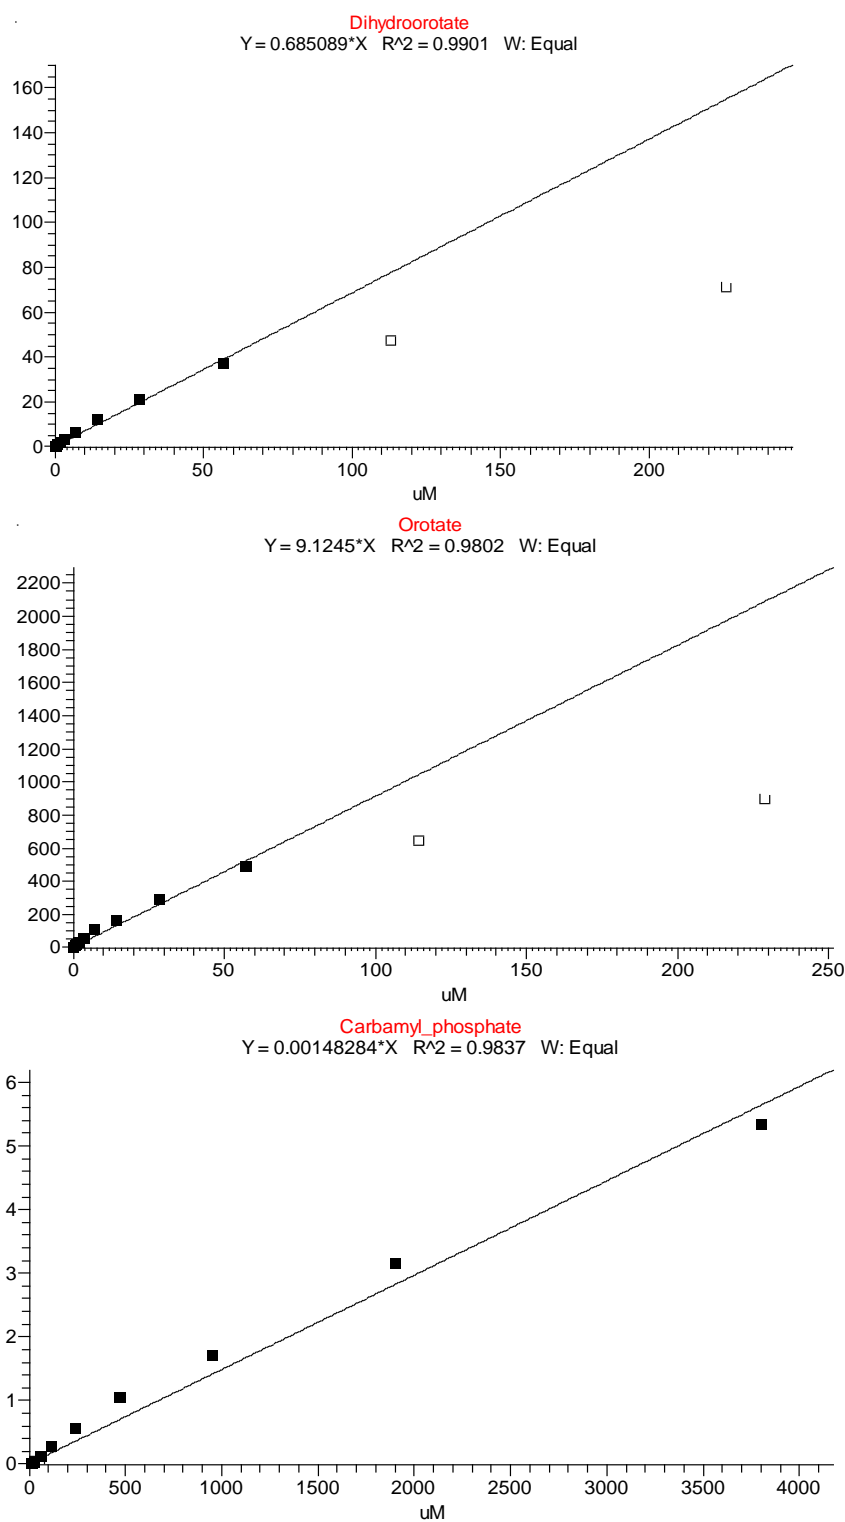 Dihydroorotate
Y = 0.685089*X R^2 = 0.9901 W: Equal
160
140
120
100
80
60
40
20
0
0 50 100 150 200
uM
Orotate
Y = 9.1245*X R^2 = 0.9802 W: Equal
2200
2000
1800
1600
1400
1200
1000
800
600
400
200
0
0 50 100 150 200 250
uM
Carbamyl_phosphate
Y = 0.00148284*X R^2 = 0.9837 W: Equal
6
5
4
3
2
1
0
0 500 1000 1500 2000 2500 3000 3500 4000
uM